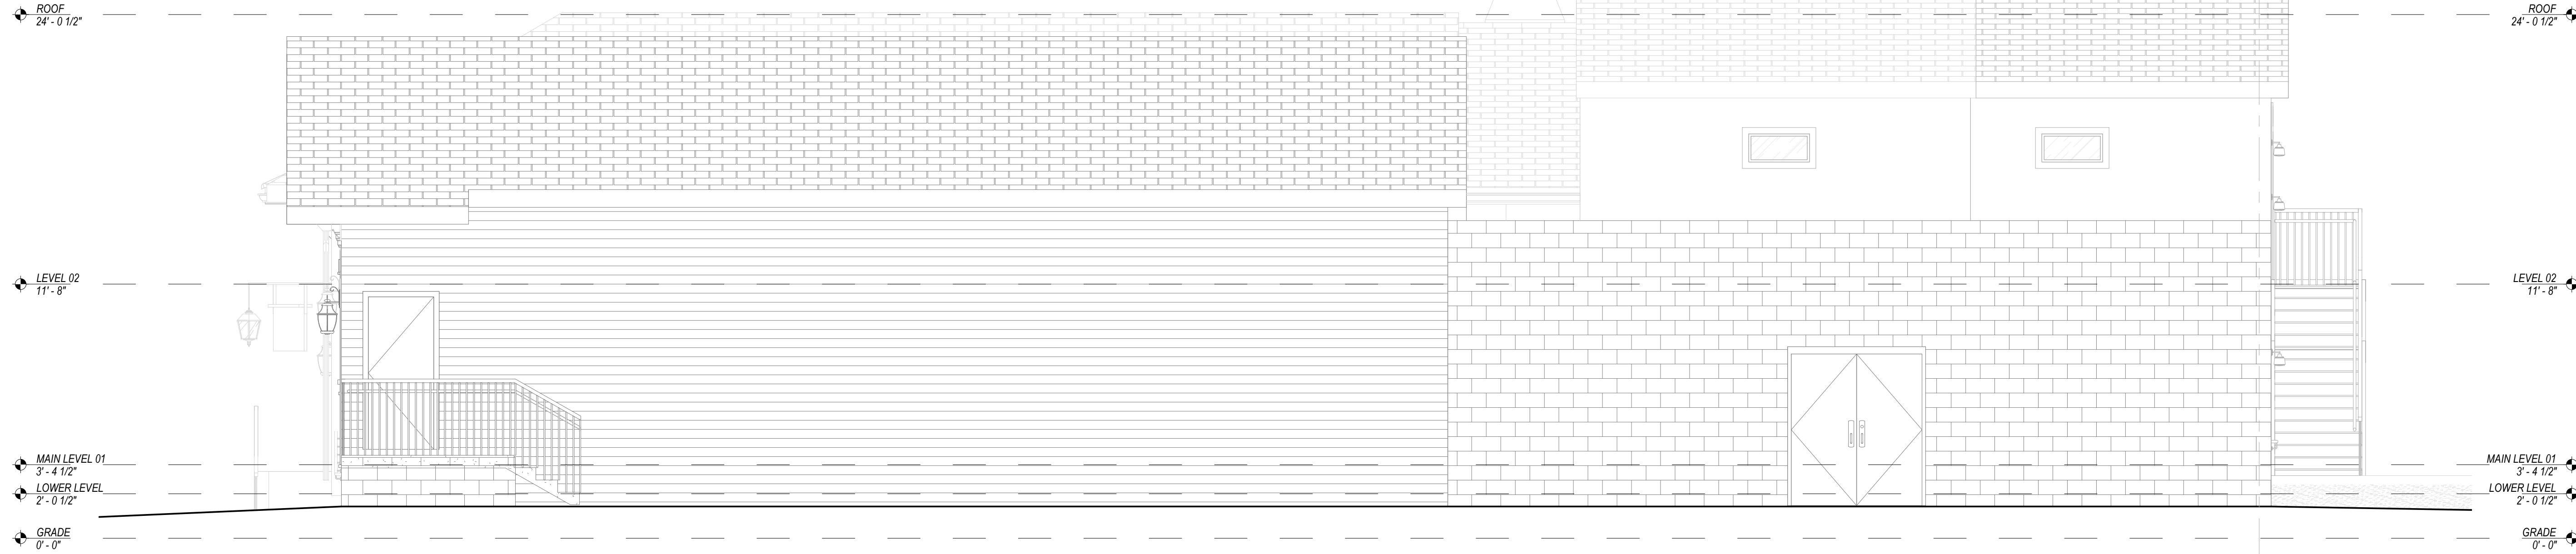 ROOF
24' - 0 1/2"
ROOF
24' - 0 1/2"
LEVEL 02
11' - 8"
LEVEL 02
11' - 8"
MAIN LEVEL 01
3' - 4 1/2"
MAIN LEVEL 01
3' - 4 1/2"
LOWER LEVEL
2' - 0 1/2"
LOWER LEVEL
2' - 0 1/2"
GRADE
0' - 0"
GRADE
0' - 0"